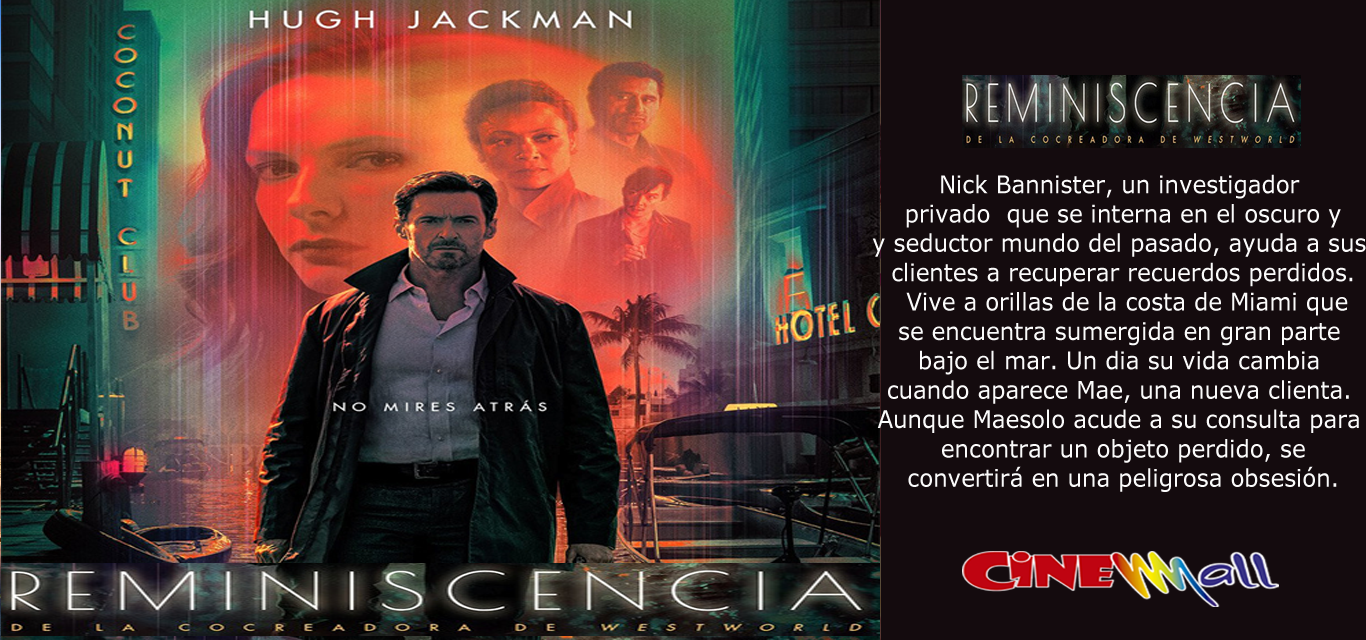 HUGH JACKMAN
COCONUT CLUB
HOTEL C
NO MIRES ATRÁS
REMINISCENCIA
DE LA COCREADORA DE WESTWORLD
REMINISCENCIA
DE LA COCREADORA DE WESTWORLD
Nick Bannister, un investigador
privado que se interna en el oscuro y
y seductor mundo del pasado, ayuda a sus
clientes a recuperar recuerdos perdidos.
Vive a orillas de la costa de Miami que
se encuentra sumergida en gran parte
bajo el mar. Un dia su vida cambia
cuando aparece Mae, una nueva clienta.
Aunque Maesolo acude a su consulta para
encontrar un objeto perdido, se
convertirá en una peligrosa obsesión.
CiNEMall